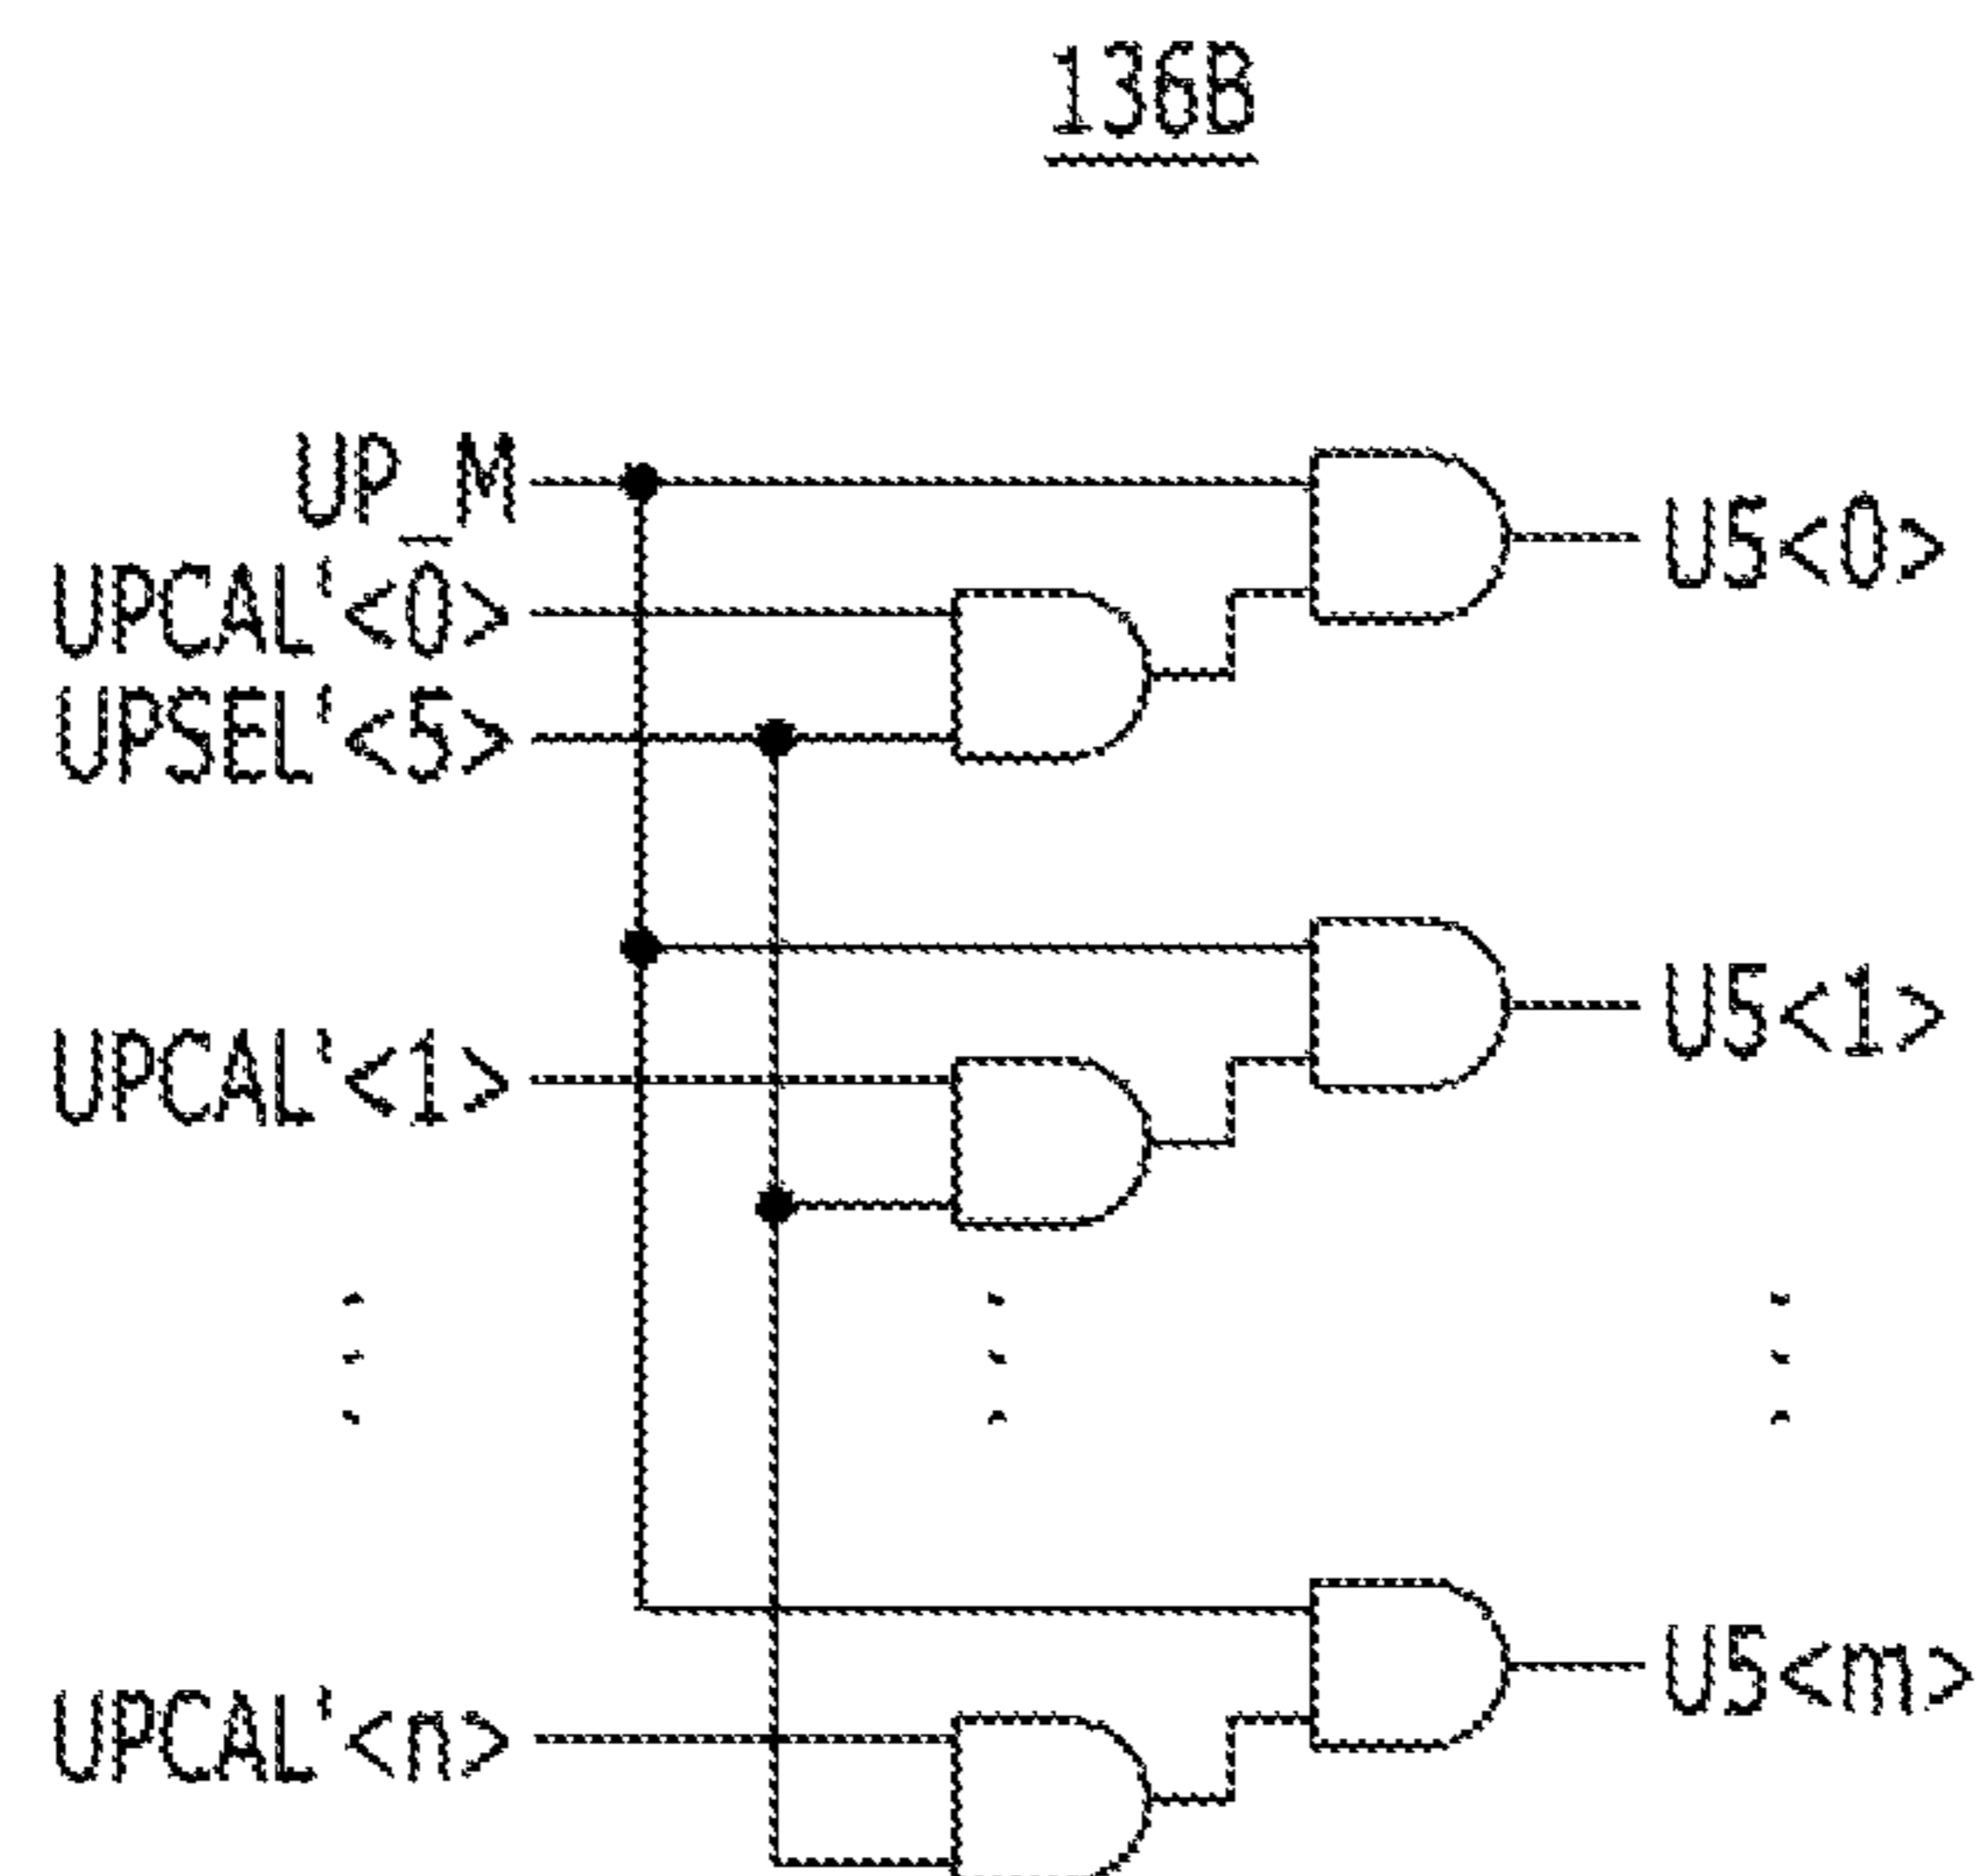 136B
UP_M
U5<0>
UPCAL'<0>
UPSEL'<5>
U5<1>
UPCAL'<1>
U5<m>
UPCAL'<n>